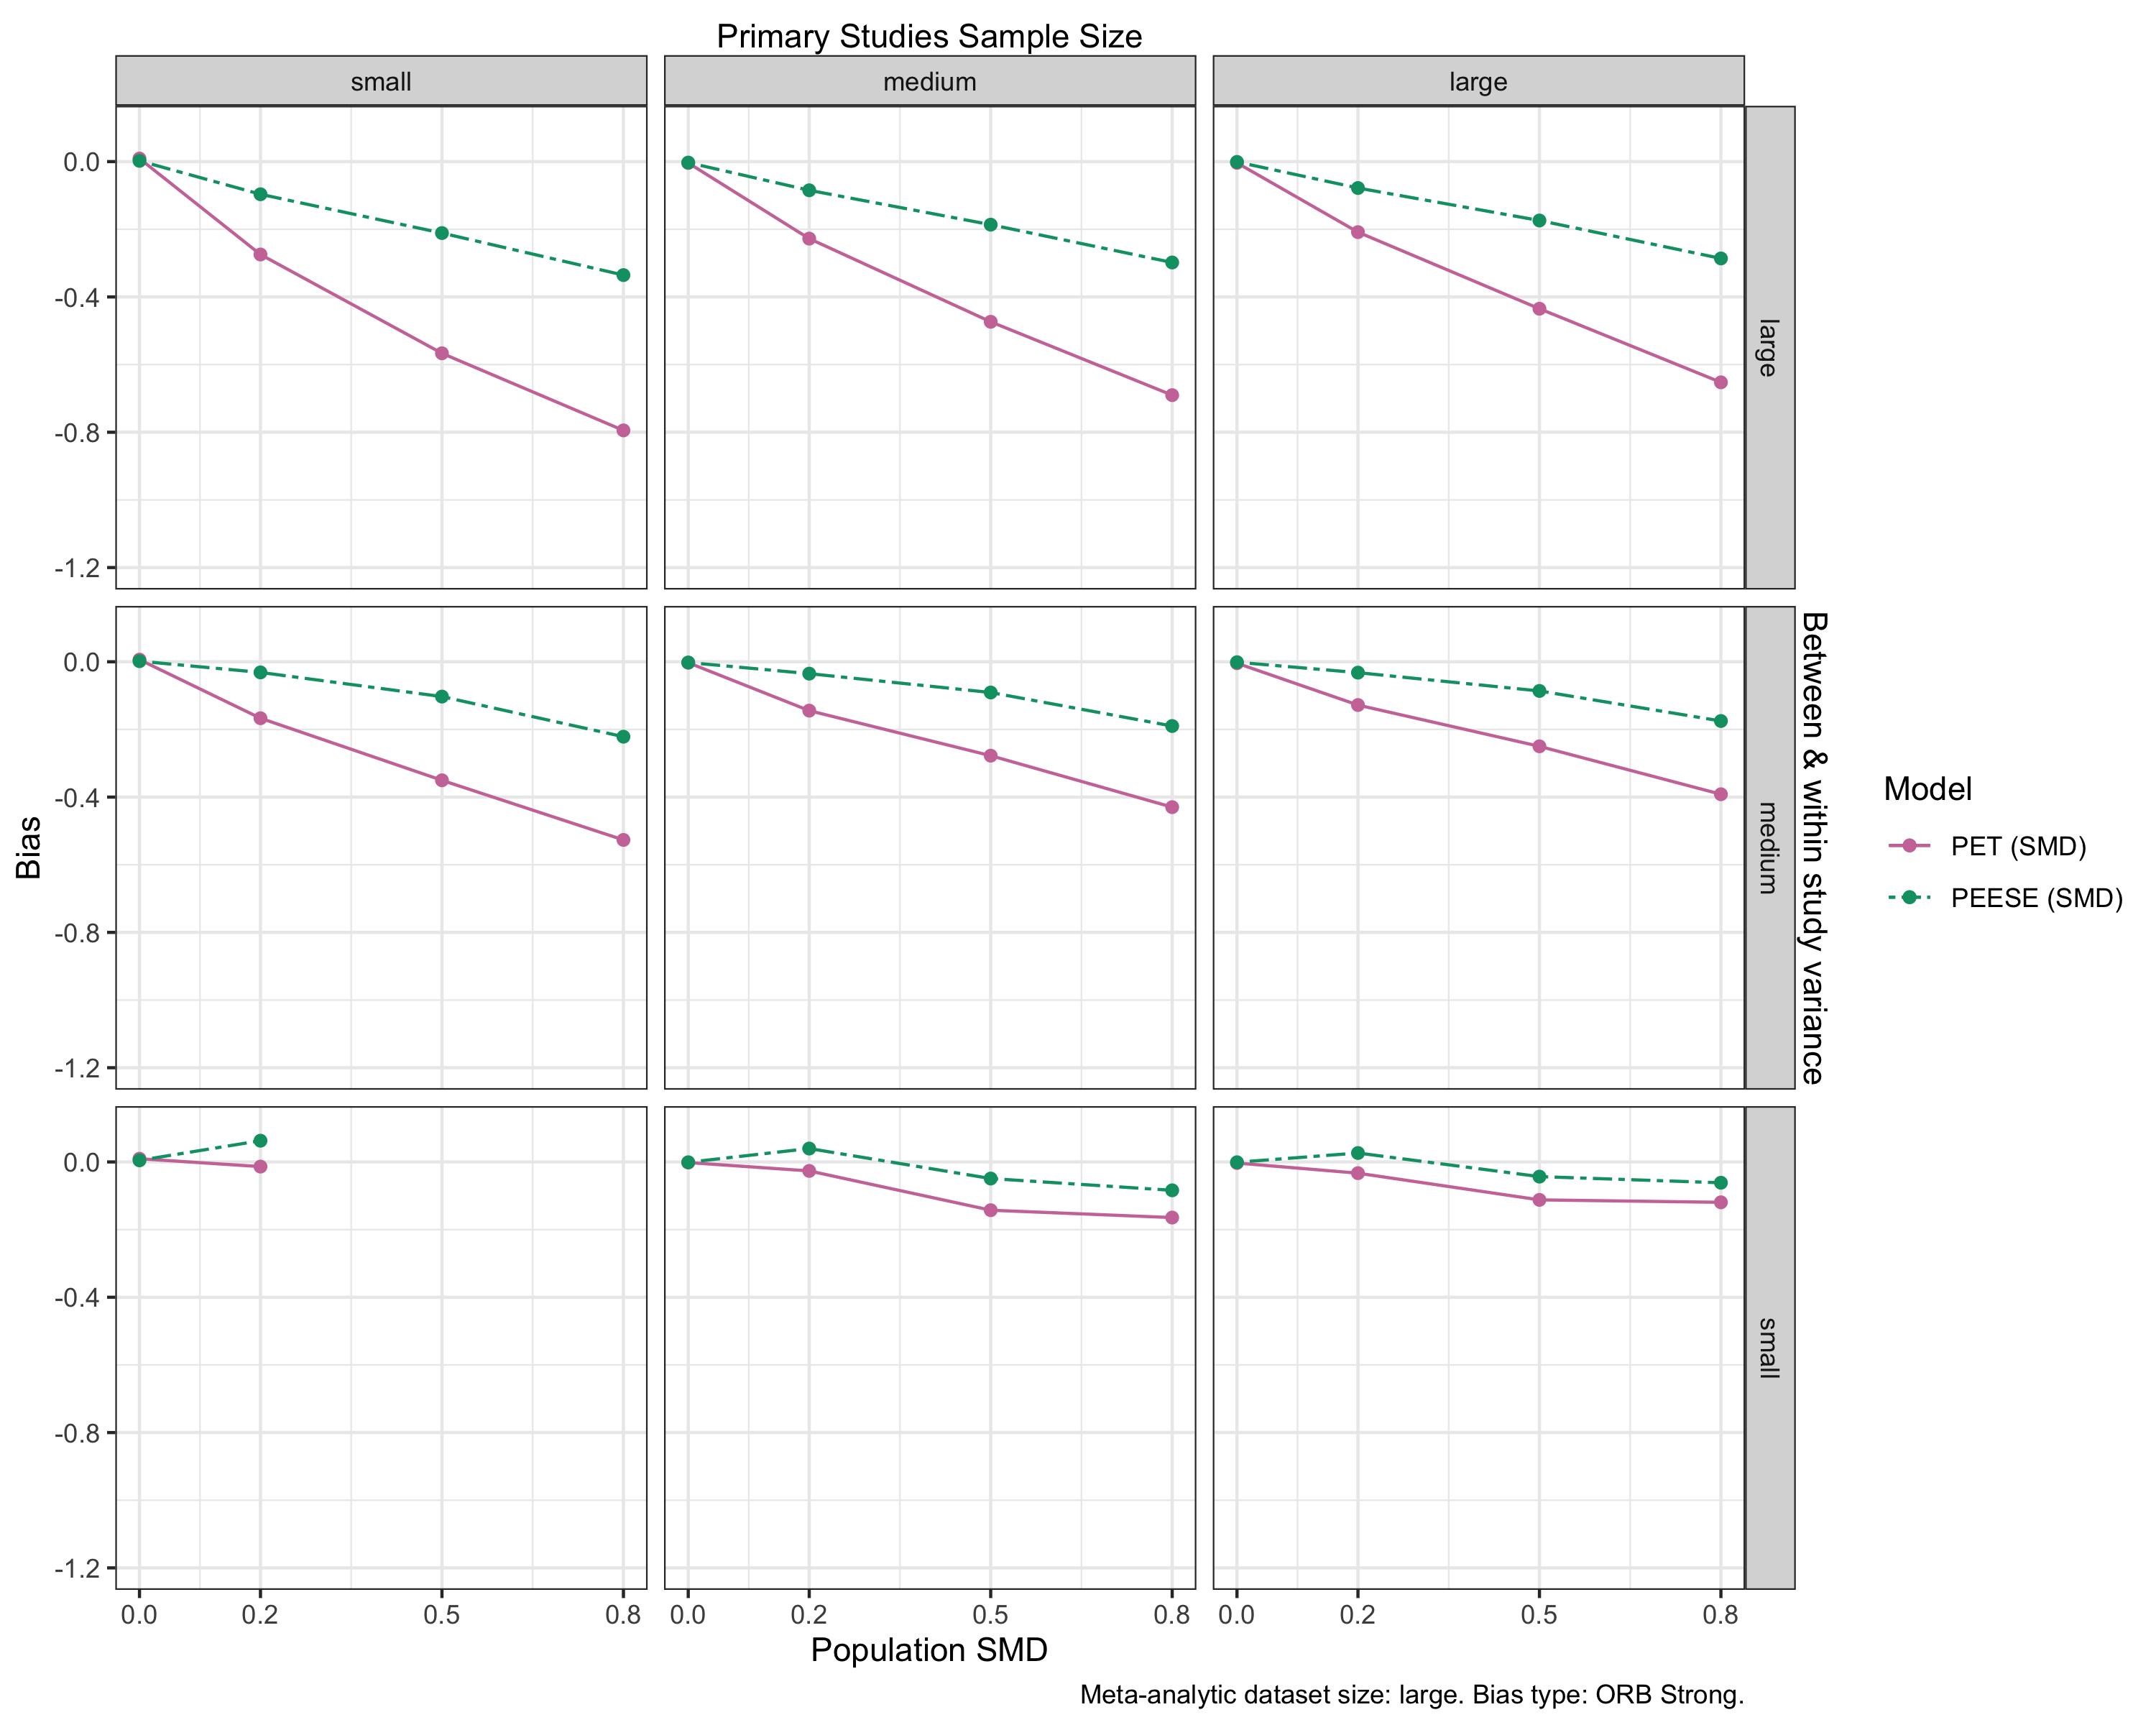 Primary Studies Sample Size
small
medium
large
0.0
-0.4
-0.8
-1.2
large
0.0
-0.4
-0.8
-1.2
medium
0.0
-0.4
-0.8
-1.2
small
Bias
Between & within study variance
Model
PET (SMD)
PEESE (SMD)
0.0 0.2 0.5 0.8
0.0 0.2 0.5 0.8
0.0 0.2 0.5 0.8
Population SMD
Meta-analytic dataset size: large. Bias type: ORB Strong.